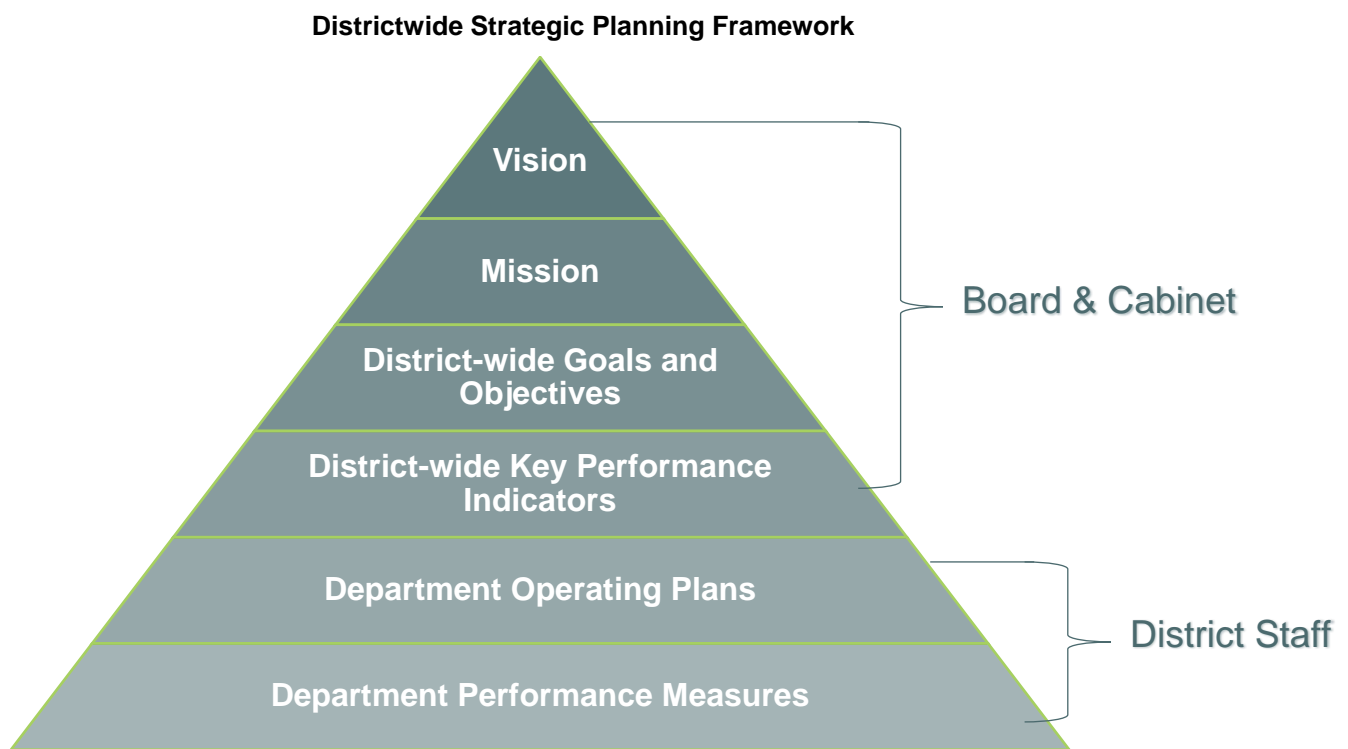 Districtwide Strategic Planning Framework
Vision
Mission
District-wide Goals and
Objectives
District-wide Key Performance
Indicators
Board & Cabinet
Department Operating Plans
Department Performance Measures
District Staff